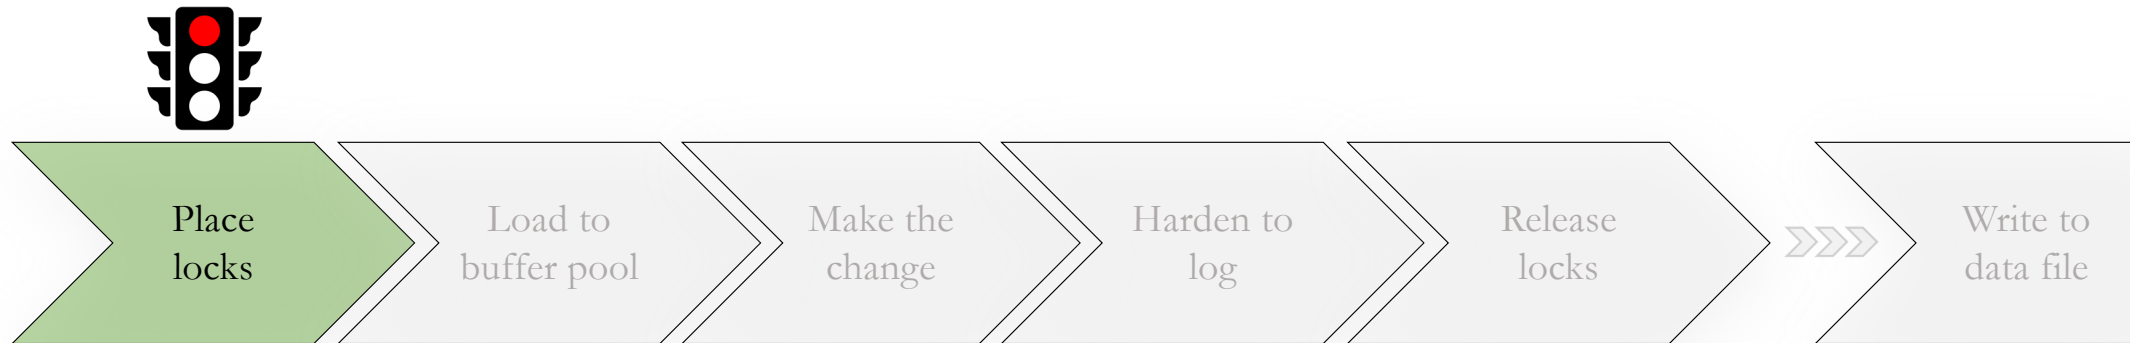 Place
locks
Load to
buffer pool
Make the
change
Harden to
log
Release
locks
Write to
data file